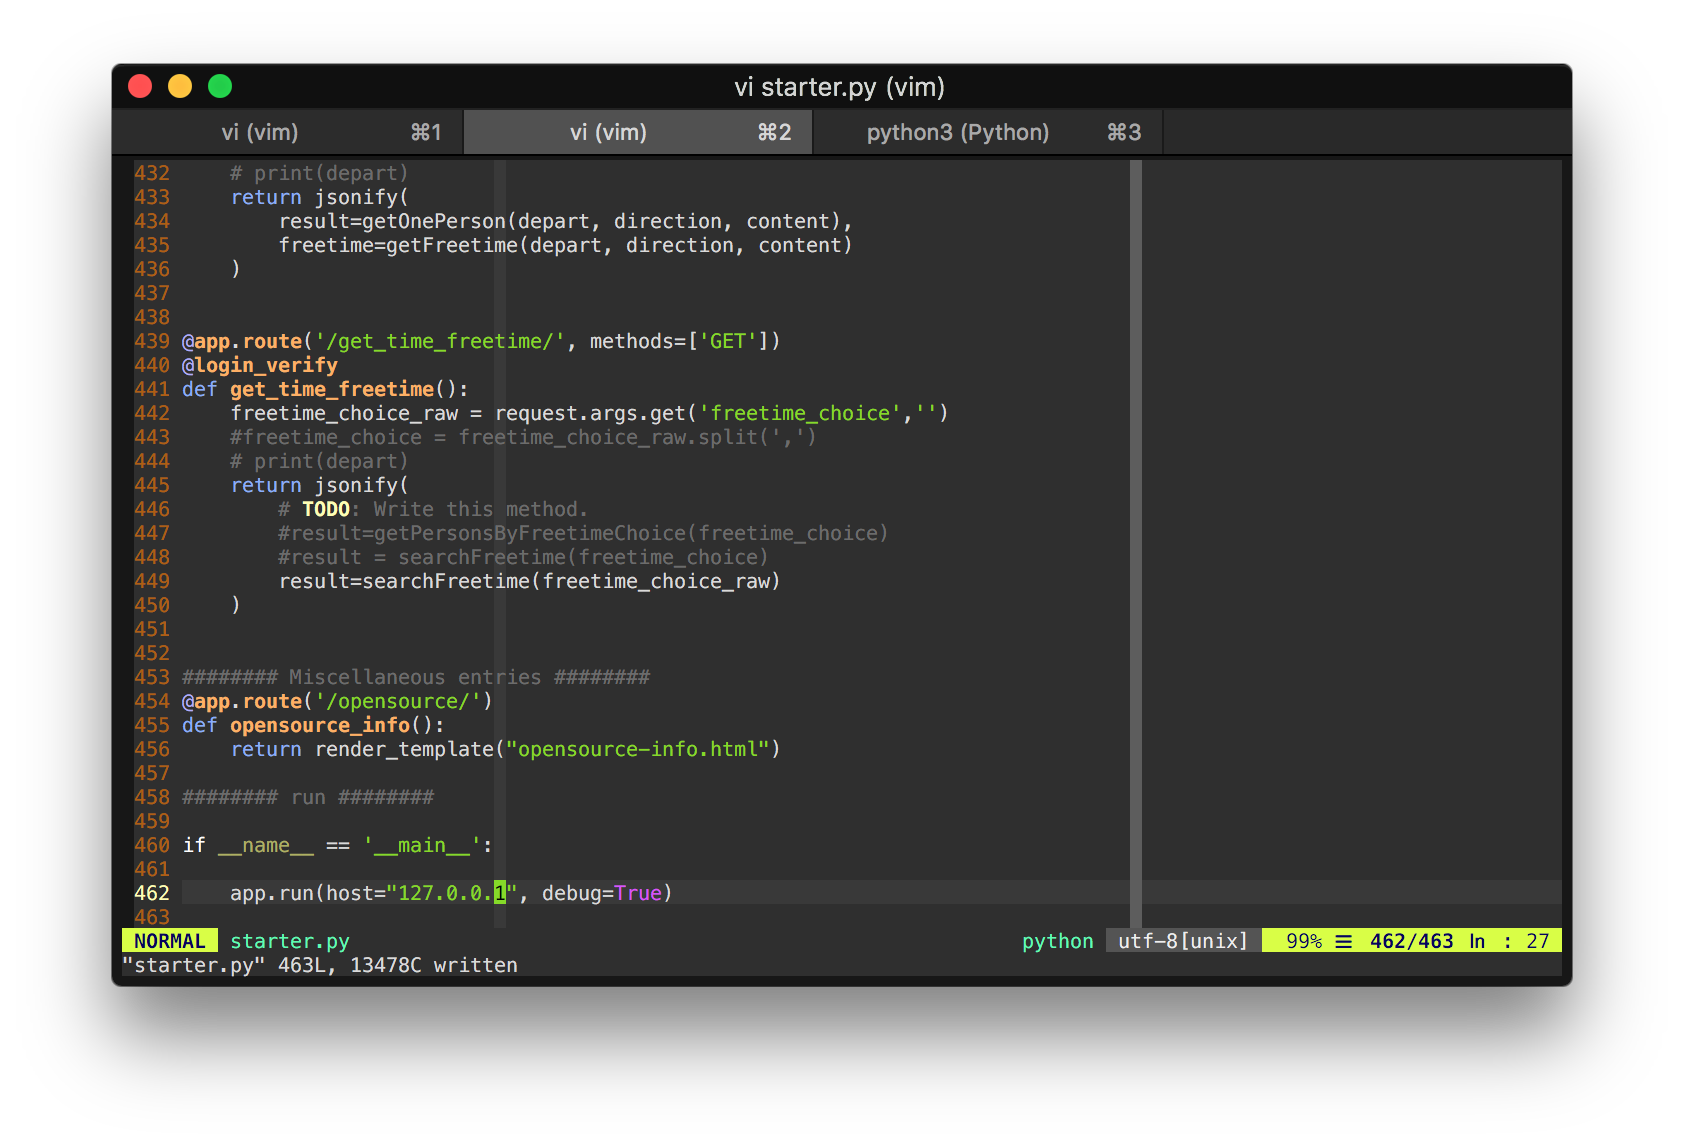 vi starter.py (vim)
vi (vim) ⌘1 vi (vim) ⌘2 python3 (Python) ⌘3
432     # print(depart)
433     return jsonify(
434         result=getOnePerson(depart, direction, content),
435         freetime=getFreetime(depart, direction, content)
436     )
437
438
439 @app.route('/get_time_freetime/', methods=['GET'])
440 @login_verify
441 def get_time_freetime():
442     freetime_choice_raw = request.args.get('freetime_choice','')
443     #freetime_choice = freetime_choice_raw.split(',')
444     # print(depart)
445     return jsonify(
446         # TODO: Write this method.
447         #result=getPersonsByFreetimeChoice(freetime_choice)
448         #result = searchFreetime(freetime_choice)
449         result=searchFreetime(freetime_choice_raw)
450     )
451
452
453 ######## Miscellaneous entries ########
454 @app.route('/opensource/')
455 def opensource_info():
456     return render_template("opensource-info.html")
457
458 ######## run ########
459
460 if __name__ == '__main__':
461
462     app.run(host="127.0.0.1", debug=True)
463
NORMAL starter.py python utf-8[unix] 99% ☰ 462/463 ln : 27
"starter.py" 463L, 13478C written